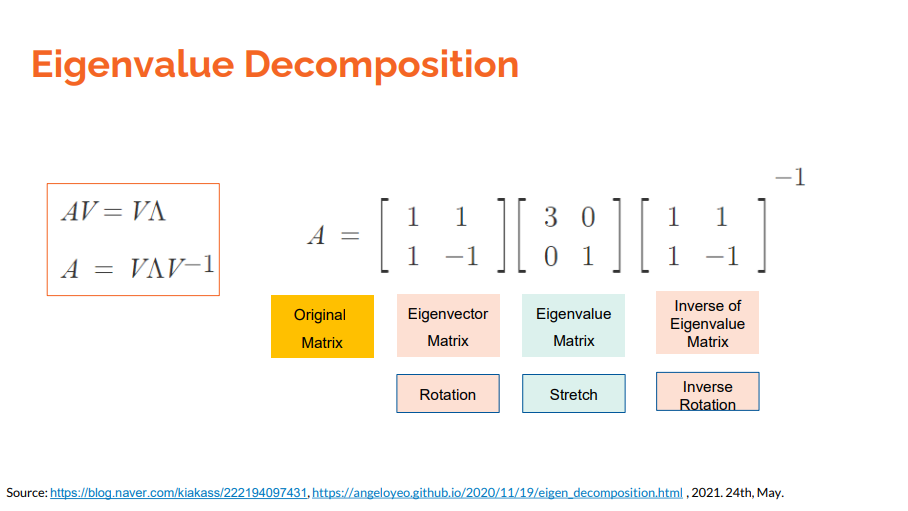 Eigenvalue Decomposition
AV = VΛ
A = VΛV−1
A = [ 1 1 ] [ 3 0 ] [ 1 1 ] −1
[ 1 −1 ] [ 0 1 ] [ 1 −1 ]
Original
Matrix
Eigenvector
Matrix
Eigenvalue
Matrix
Inverse of
Eigenvalue
Matrix
Rotation
Stretch
Inverse
Rotation
Source: https://blog.naver.com/kiakass/222194097431, https://angeloyeo.github.io/2020/11/19/eigen_decomposition.html , 2021. 24th, May.